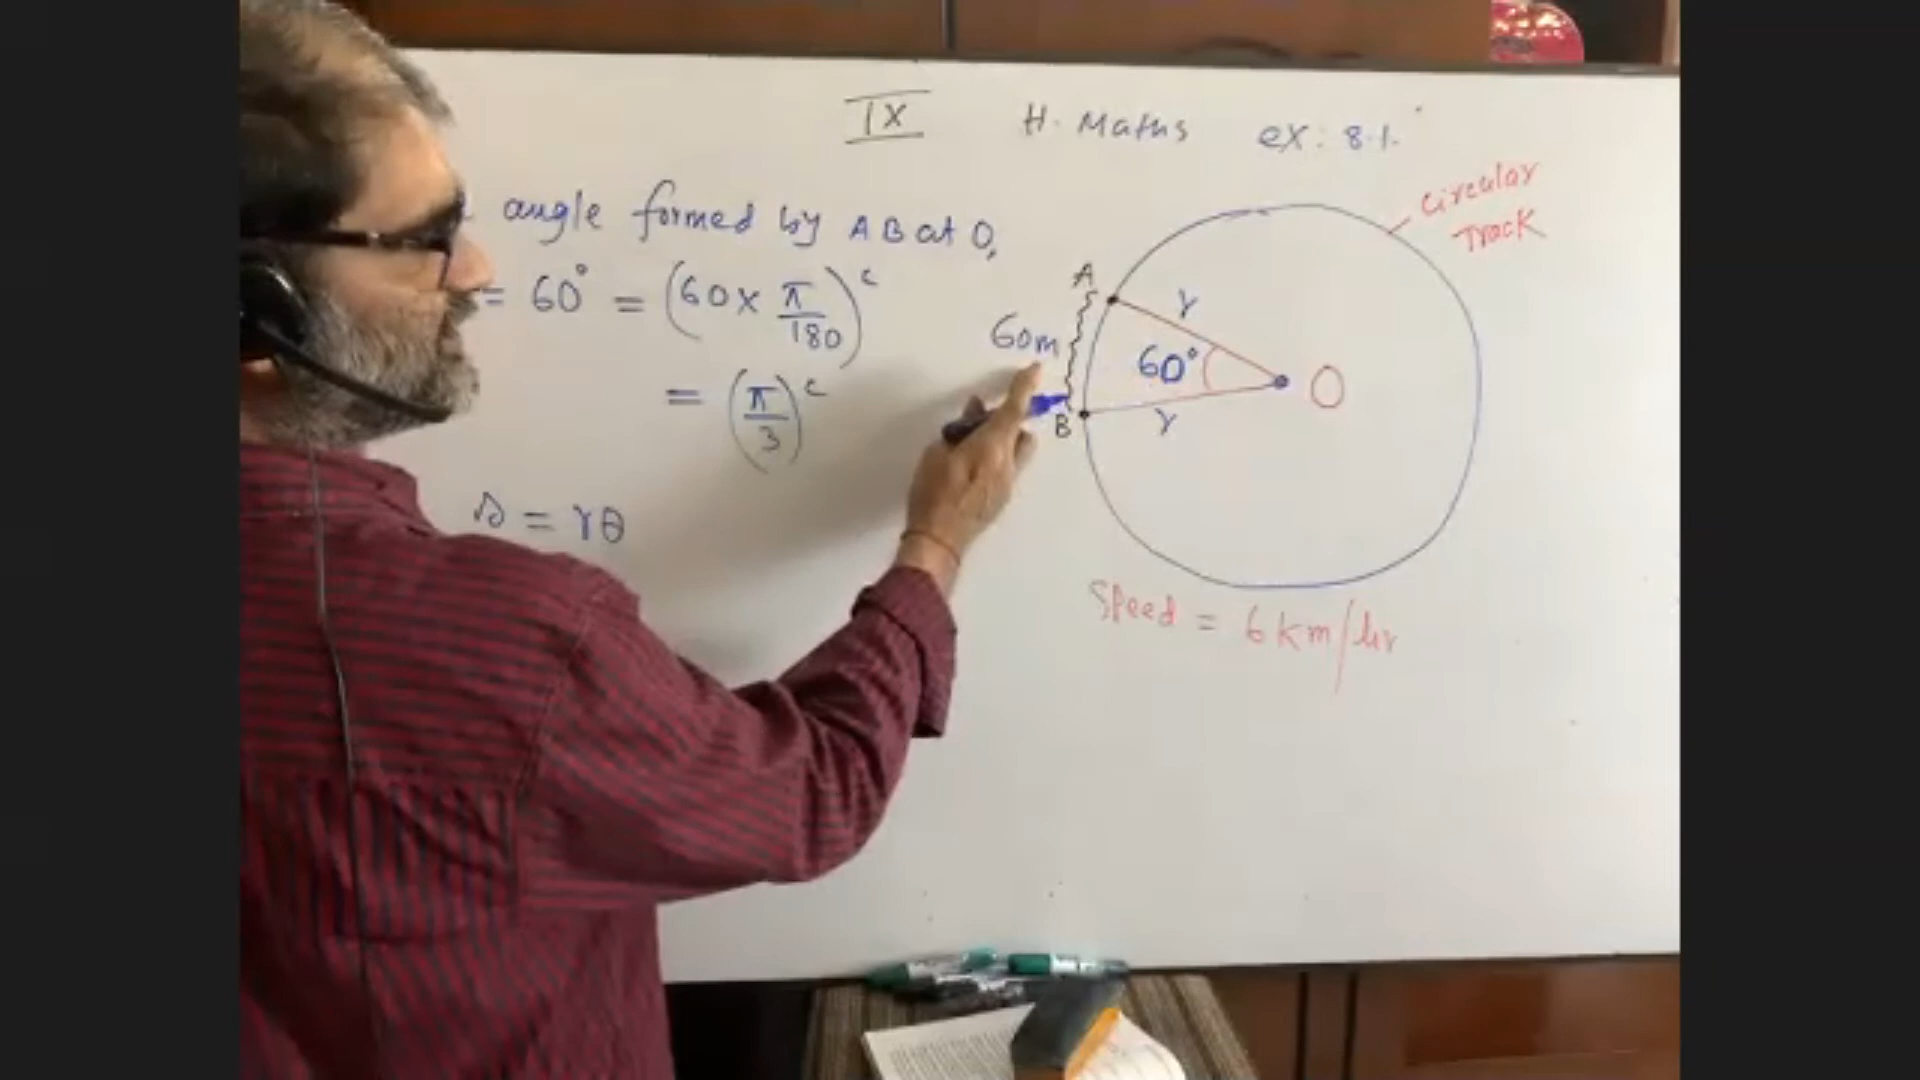 IX H. Maths ex: 8.1.
angle formed by AB at O,
= 60° = (60 × π/180)ᶜ
= (π/3)ᶜ
s = rθ
Circular
Track
A
r
60m
60°
O
r
B
Speed = 6 km/hr